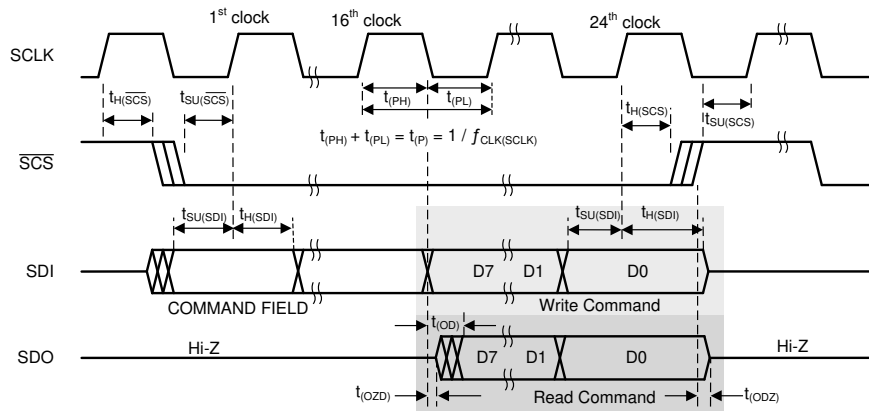 1st clock 16th clock 24th clock
SCLK
tH(SCS) tSU(SCS) t(PH) t(PL) tH(SCS) tSU(SCS)
t(PH) + t(PL) = t(P) = 1 / fCLK(SCLK)
SCS
tSU(SDI) tH(SDI) tSU(SDI) tH(SDI)
SDI D7 D1 D0
COMMAND FIELD Write Command
t(OD)
SDO Hi-Z D7 D1 D0 Hi-Z
t(OZD) Read Command t(ODZ)